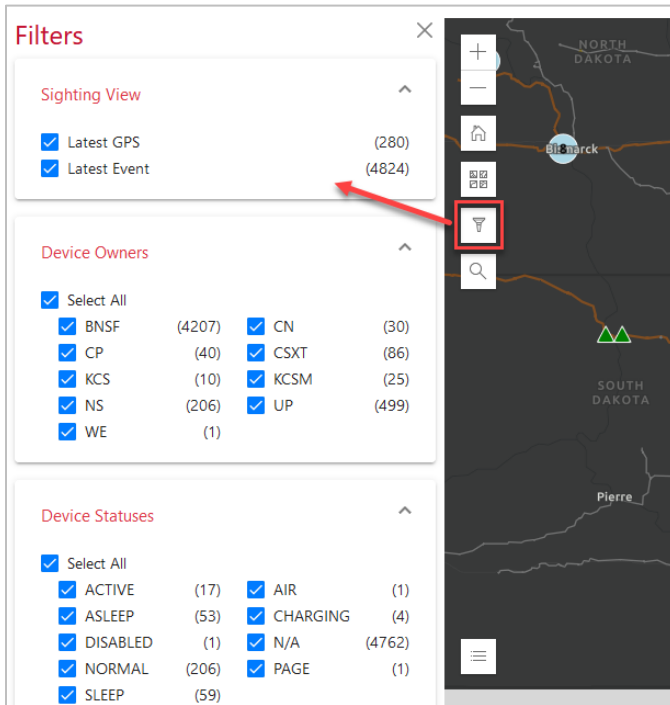 Filters
Sighting View
Latest GPS (280)
Latest Event (4824)
Device Owners
Select All
BNSF (4207) CN (30)
CP (40) CSXT (86)
KCS (10) KCSM (25)
NS (206) UP (499)
WE (1)
Device Statuses
Select All
ACTIVE (17) AIR (1)
ASLEEP (53) CHARGING (4)
DISABLED (1) N/A (4762)
NORMAL (206) PAGE (1)
SLEEP (59)
NORTH
DAKOTA
Bismarck
8
SOUTH
DAKOTA
Pierre